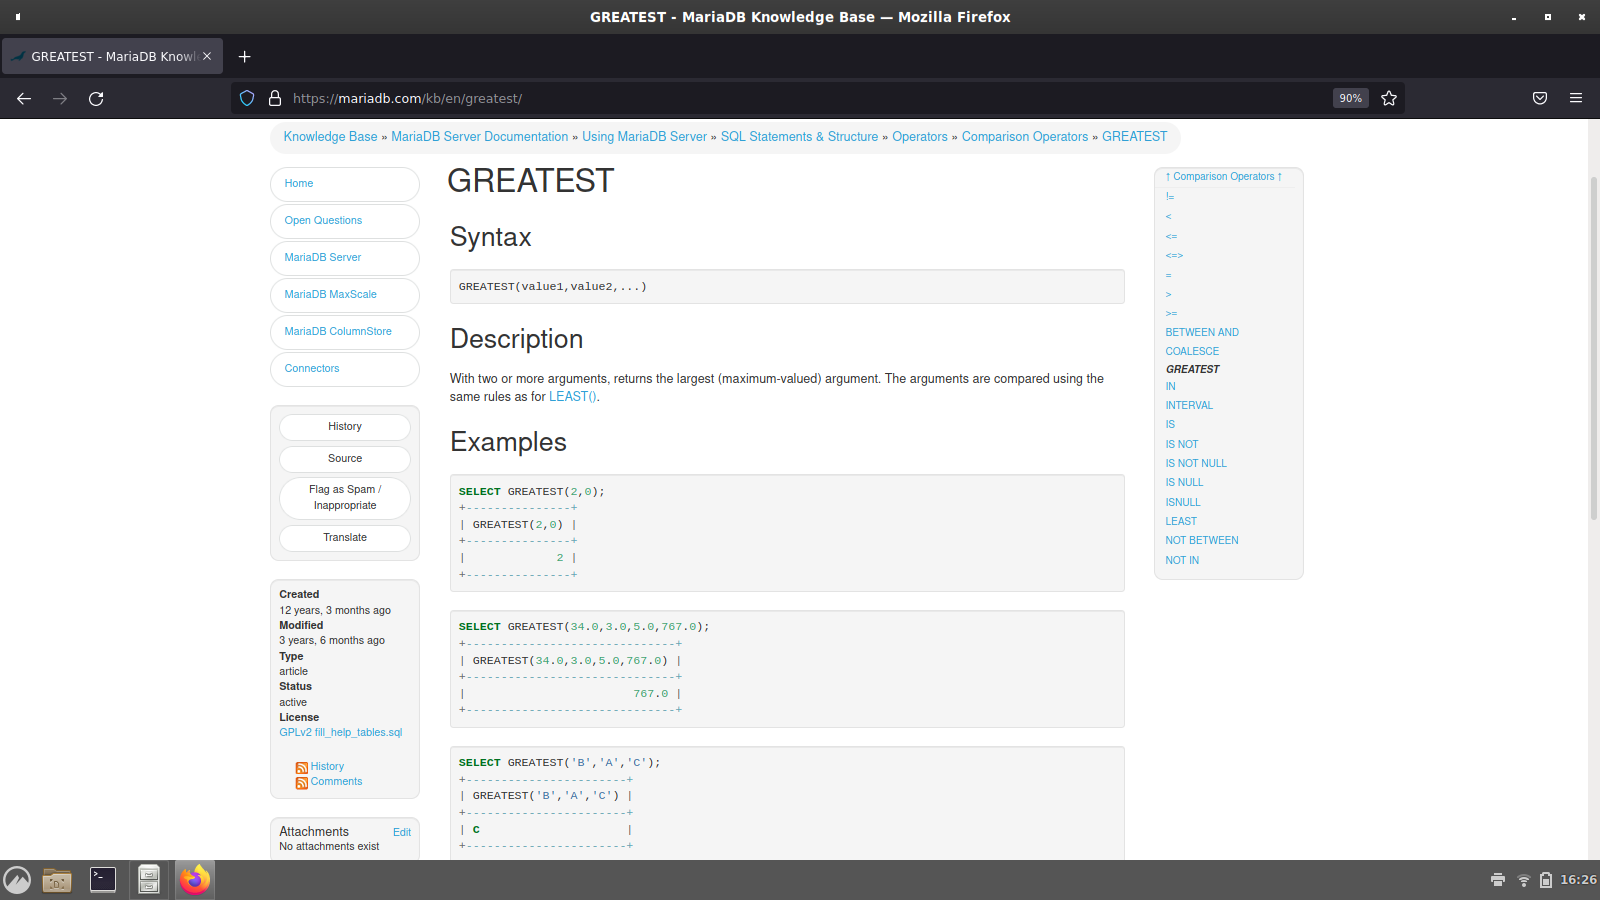 GREATEST - MariaDB Knowledge Base — Mozilla Firefox
GREATEST - MariaDB Knowl
https://mariadb.com/kb/en/greatest/
90%
Knowledge Base » MariaDB Server Documentation » Using MariaDB Server » SQL Statements & Structure » Operators » Comparison Operators » GREATEST
Home
Open Questions
MariaDB Server
MariaDB MaxScale
MariaDB ColumnStore
Connectors
History
Source
Flag as Spam /
Inappropriate
Translate
Created
12 years, 3 months ago
Modified
3 years, 6 months ago
Type
article
Status
active
License
GPLv2 fill_help_tables.sql
History
Comments
Attachments Edit
No attachments exist
GREATEST
Syntax
GREATEST(value1,value2,...)
Description
With two or more arguments, returns the largest (maximum-valued) argument. The arguments are compared using the
same rules as for LEAST().
Examples
SELECT GREATEST(2,0);
+---------------+
| GREATEST(2,0) |
+---------------+
|             2 |
+---------------+
SELECT GREATEST(34.0,3.0,5.0,767.0);
+------------------------------+
| GREATEST(34.0,3.0,5.0,767.0) |
+------------------------------+
|                        767.0 |
+------------------------------+
SELECT GREATEST('B','A','C');
+-----------------------+
| GREATEST('B','A','C') |
+-----------------------+
| C                     |
+-----------------------+
↑ Comparison Operators ↑
!=
<
<=
<=>
=
>
>=
BETWEEN AND
COALESCE
GREATEST
IN
INTERVAL
IS
IS NOT
IS NOT NULL
IS NULL
ISNULL
LEAST
NOT BETWEEN
NOT IN
16:26